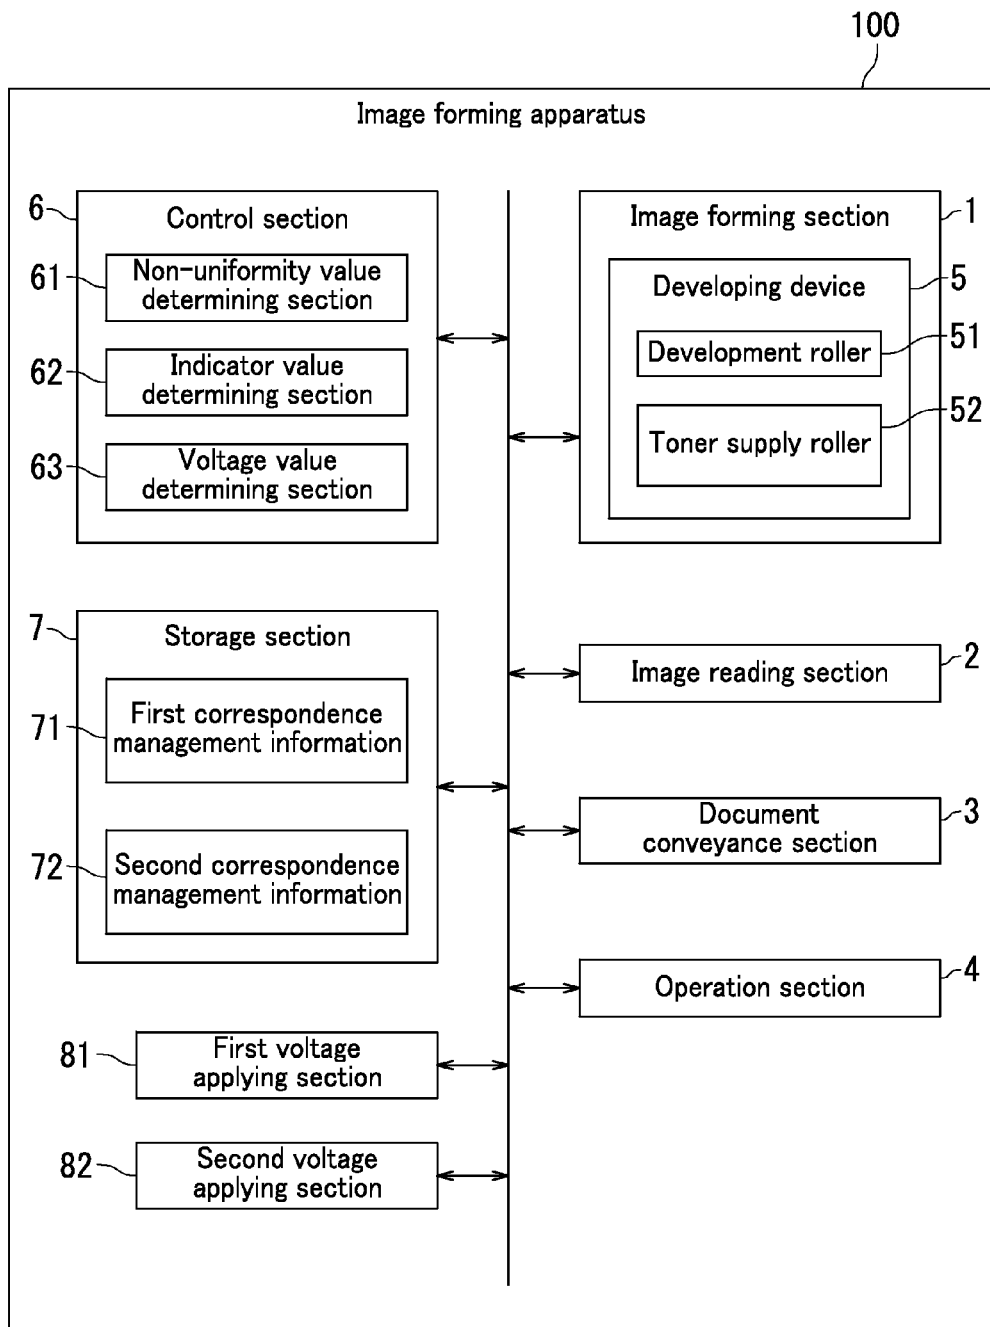 100
Image forming apparatus
6
Control section
61
Non-uniformity value
determining section
62
Indicator value
determining section
63
Voltage value
determining section
Image forming section
1
Developing device
5
Development roller
51
Toner supply roller
52
7
Storage section
71
First correspondence
management information
72
Second correspondence
management information
Image reading section
2
Document
conveyance section
3
Operation section
4
81
First voltage
applying section
82
Second voltage
applying section